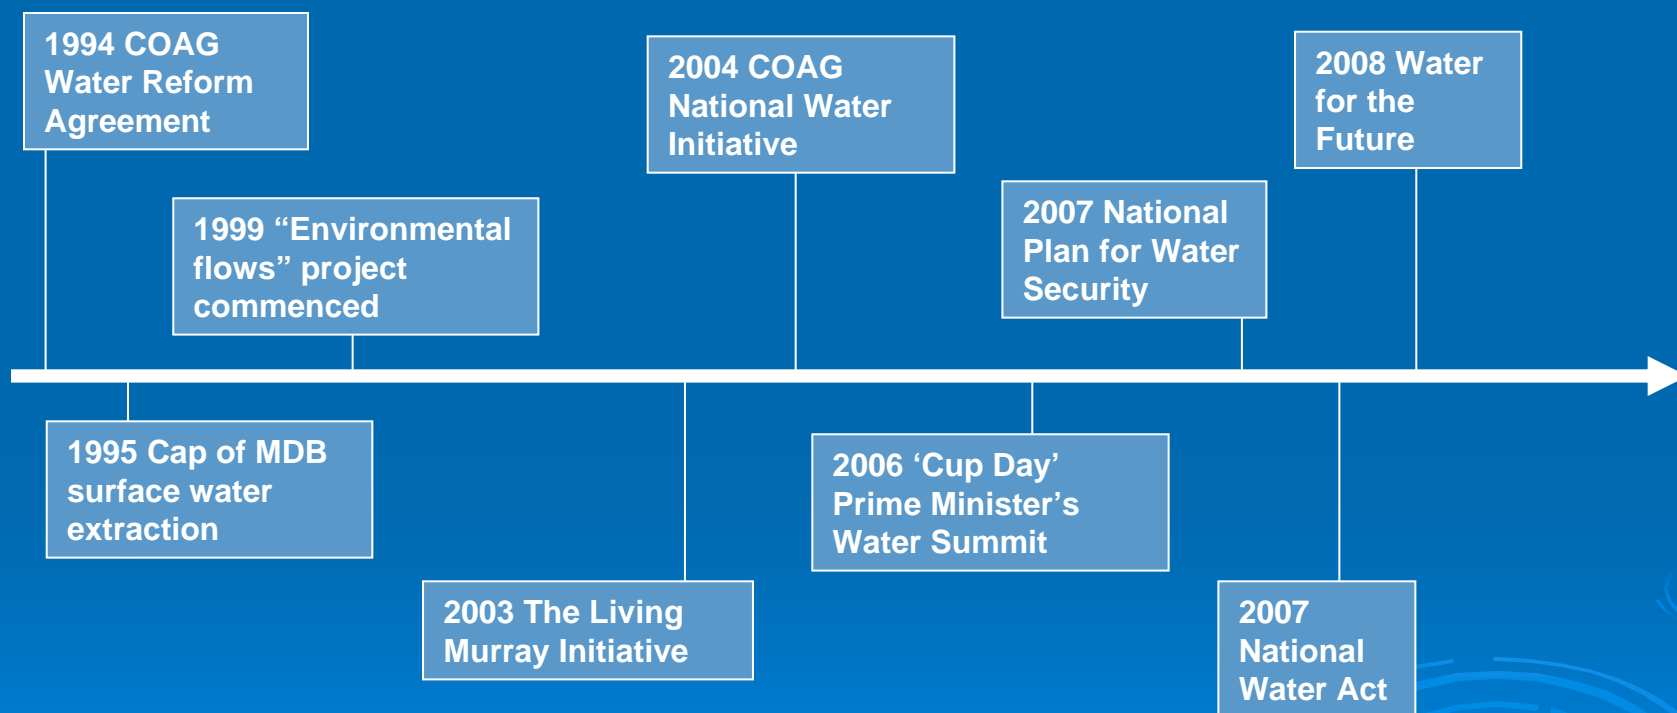 1994 COAG
Water Reform
Agreement
1995 Cap of MDB
surface water
extraction
1999 “Environmental
flows” project
commenced
2003 The Living
Murray Initiative
2004 COAG
National Water
Initiative
2006 ‘Cup Day’
Prime Minister’s
Water Summit
2007 National
Plan for Water
Security
2007
National
Water Act
2008 Water
for the
Future